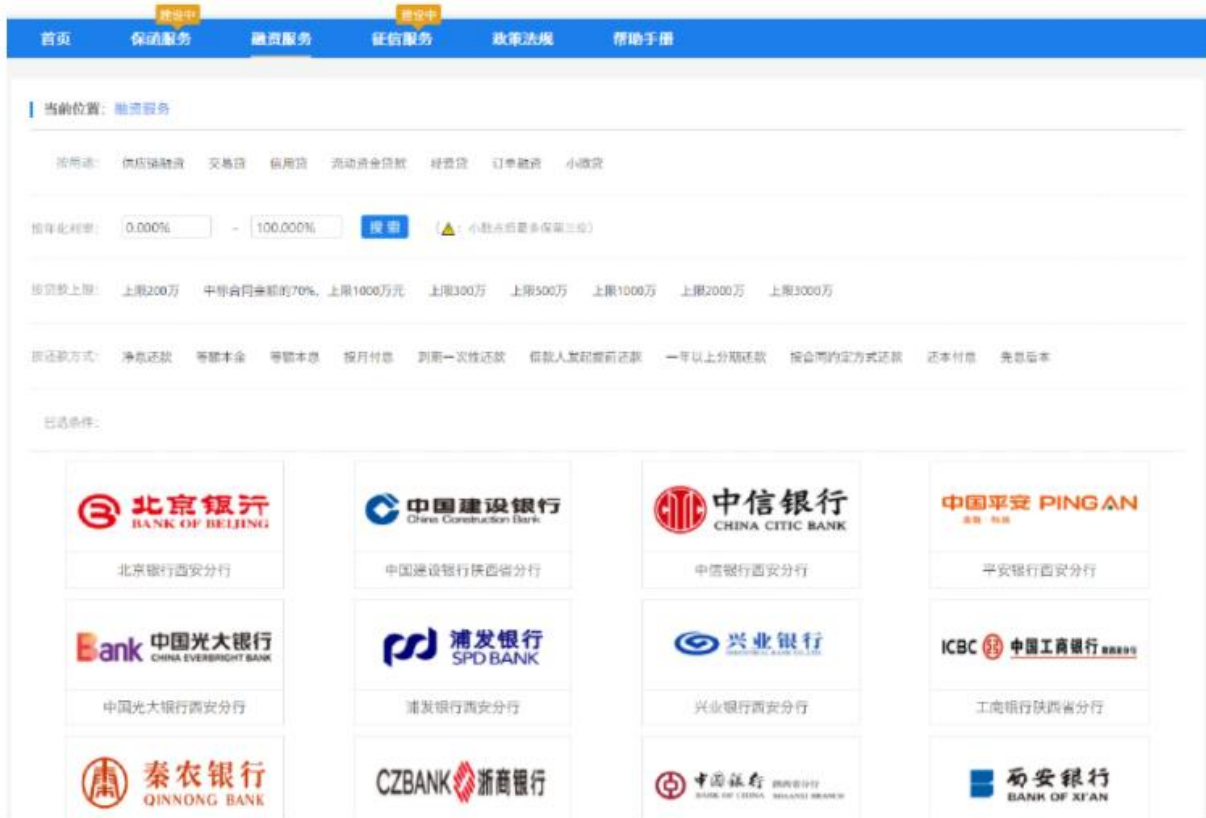 建设中 建设中
首页 保函服务 融资服务 征信服务 政策法规 帮助手册
当前位置: 融资服务
按用途: 供应链融资 交易贷 信用贷 流动资金贷款 经营贷 订单融资 小微贷
按年化利率: 0.000% - 100.000% 搜索 (⚠: 小数点后最多保留三位)
按贷款上限: 上限200万 中标合同金额的70%, 上限1000万元 上限300万 上限500万 上限1000万 上限2000万 上限3000万
按还款方式: 净息还款 等额本金 等额本息 按月付息 到期一次性还款 借款人发起提前还款 一年以上分期还款 按合同约定方式还款 还本付息 先息后本
已选条件:
北京银行 中国建设银行 中信银行 中国平安 PING AN
BANK OF BEIJING China Construction Bank CHINA CITIC BANK 金融·科技
北京银行西安分行 中国建设银行陕西省分行 中信银行西安分行 平安银行西安分行
Bank 中国光大银行 浦发银行 兴业银行 ICBC 中国工商银行
CHINA EVERBRIGHT BANK SPD BANK INDUSTRIAL BANK CO.,LTD.
中国光大银行西安分行 浦发银行西安分行 兴业银行西安分行 工商银行陕西省分行
秦农银行 CZBANK 浙商银行 中国银行 西安银行
QINNONG BANK BANK OF CHINA SHAANXI BRANCH BANK OF XI'AN